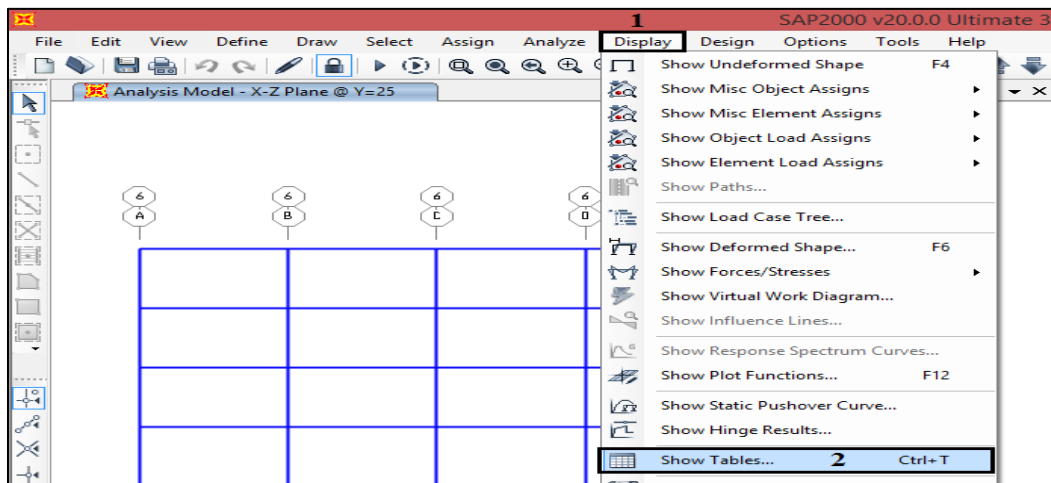 1
SAP2000 v20.0.0 Ultimate 3
File Edit View Define Draw Select Assign Analyze Display Design Options Tools Help
Analysis Model - X-Z Plane @ Y=25
Show Undeformed Shape F4
Show Misc Object Assigns
Show Misc Element Assigns
Show Object Load Assigns
Show Element Load Assigns
Show Paths...
Show Load Case Tree...
Show Deformed Shape... F6
Show Forces/Stresses
Show Virtual Work Diagram...
Show Influence Lines...
Show Response Spectrum Curves...
Show Plot Functions... F12
Show Static Pushover Curve...
Show Hinge Results...
Show Tables... 2 Ctrl+T
6 6 6 6
A B C D